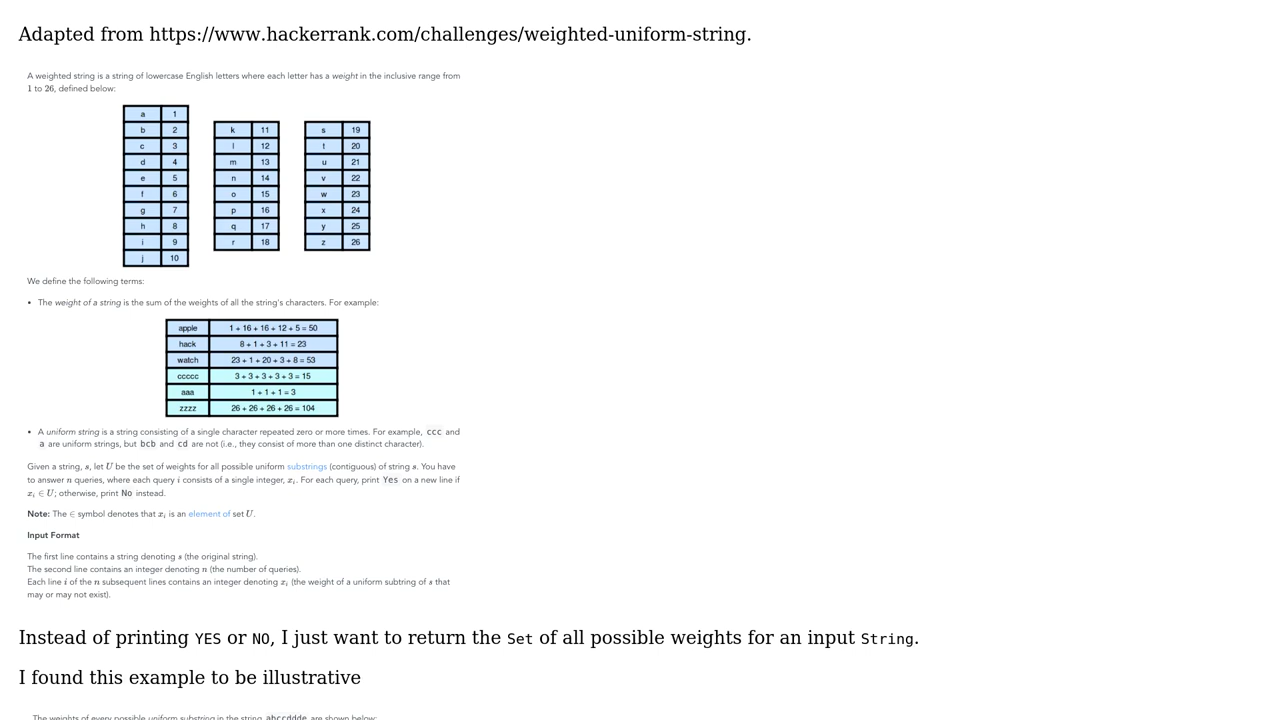 Adapted from https://www.hackerrank.com/challenges/weighted-uniform-string.
A weighted string is a string of lowercase English letters where each letter has a weight in the inclusive range from
1 to 26, defined below:
a 1
b 2
c 3
d 4
e 5
f 6
g 7
h 8
i 9
j 10
k 11
l 12
m 13
n 14
o 15
p 16
q 17
r 18
s 19
t 20
u 21
v 22
w 23
x 24
y 25
z 26
We define the following terms:
• The weight of a string is the sum of the weights of all the string's characters. For example:
apple 1 + 16 + 16 + 12 + 5 = 50
hack 8 + 1 + 3 + 11 = 23
watch 23 + 1 + 20 + 3 + 8 = 53
ccccc 3 + 3 + 3 + 3 + 3 = 15
aaa 1 + 1 + 1 = 3
zzzz 26 + 26 + 26 + 26 = 104
• A uniform string is a string consisting of a single character repeated zero or more times. For example, ccc and
a are uniform strings, but bcb and cd are not (i.e., they consist of more than one distinct character).
Given a string, s, let U be the set of weights for all possible uniform substrings (contiguous) of string s. You have
to answer n queries, where each query i consists of a single integer, xᵢ. For each query, print Yes on a new line if
xᵢ ∈ U; otherwise, print No instead.
Note: The ∈ symbol denotes that xᵢ is an element of set U.
Input Format
The first line contains a string denoting s (the original string).
The second line contains an integer denoting n (the number of queries).
Each line i of the n subsequent lines contains an integer denoting xᵢ (the weight of a uniform subtring of s that
may or may not exist).
Instead of printing YES or NO, I just want to return the Set of all possible weights for an input String.
I found this example to be illustrative
The weights of every possible uniform substring in the string abccddde are shown below: